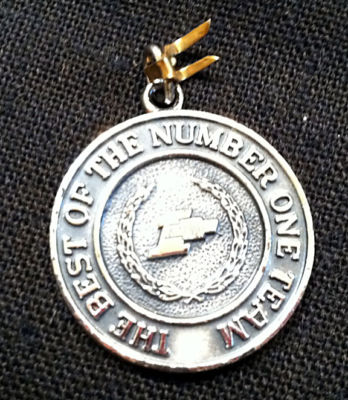 THE BEST OF THE NUMBER ONE TEAM